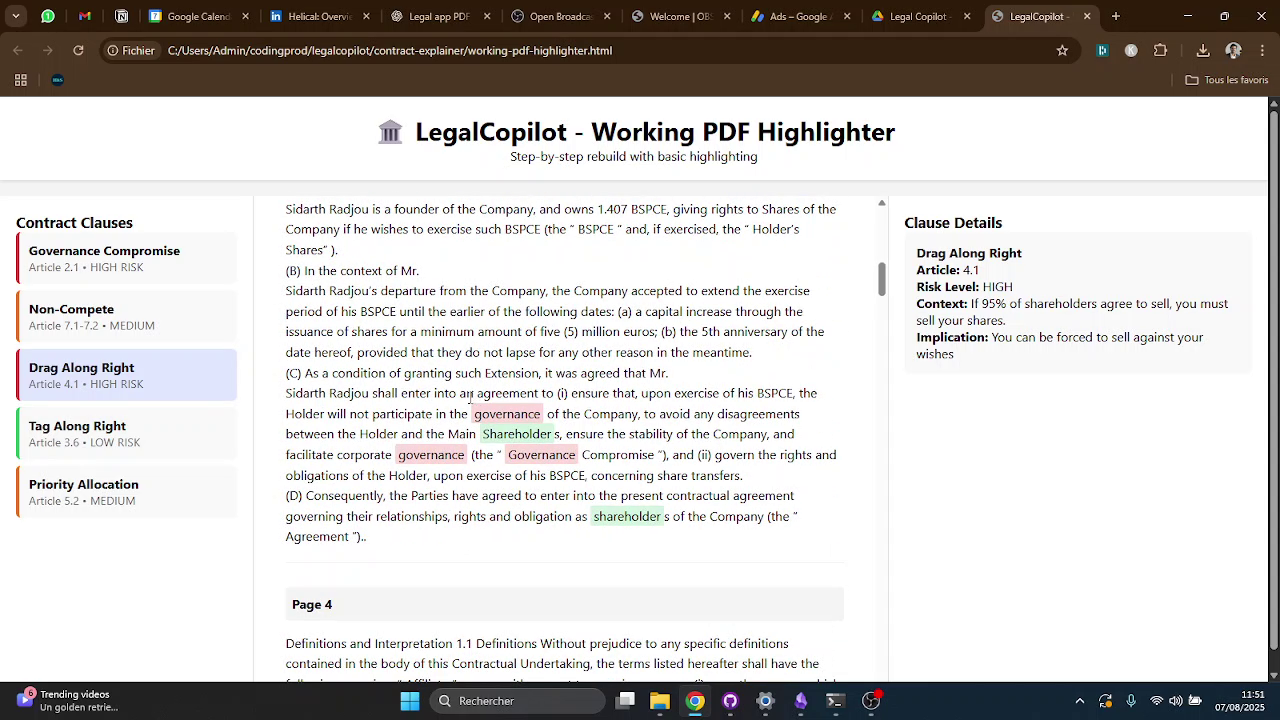 Google Calend
Helical: Overvi
Legal app PDF
Open Broadcas
Welcome | OBS
Ads – Google A
Legal Copilot -
LegalCopilot -
Fichier
C:/Users/Admin/codingprod/legalcopilot/contract-explainer/working-pdf-highlighter.html
K
Tous les favoris
LegalCopilot - Working PDF Highlighter
Step-by-step rebuild with basic highlighting
Contract Clauses
Governance Compromise
Article 2.1 • HIGH RISK
Non-Compete
Article 7.1-7.2 • MEDIUM
Drag Along Right
Article 4.1 • HIGH RISK
Tag Along Right
Article 3.6 • LOW RISK
Priority Allocation
Article 5.2 • MEDIUM
Sidarth Radjou is a founder of the Company, and owns 1.407 BSPCE, giving rights to Shares of the
Company if he wishes to exercise such BSPCE (the “ BSPCE ” and, if exercised, the “ Holder’s
Shares” ).
(B) In the context of Mr.
Sidarth Radjou’s departure from the Company, the Company accepted to extend the exercise
period of his BSPCE until the earlier of the following dates: (a) a capital increase through the
issuance of shares for a minimum amount of five (5) million euros; (b) the 5th anniversary of the
date hereof, provided that they do not lapse for any other reason in the meantime.
(C) As a condition of granting such Extension, it was agreed that Mr.
Sidarth Radjou shall enter into an agreement to (i) ensure that, upon exercise of his BSPCE, the
Holder will not participate in the governance of the Company, to avoid any disagreements
between the Holder and the Main Shareholder s, ensure the stability of the Company, and
facilitate corporate governance (the “ Governance Compromise ”), and (ii) govern the rights and
obligations of the Holder, upon exercise of his BSPCE, concerning share transfers.
(D) Consequently, the Parties have agreed to enter into the present contractual agreement
governing their relationships, rights and obligation as shareholder s of the Company (the “
Agreement ”)..
Page 4
Definitions and Interpretation 1.1 Definitions Without prejudice to any specific definitions
contained in the body of this Contractual Undertaking, the terms listed hereafter shall have the
Clause Details
Drag Along Right
Article: 4.1
Risk Level: HIGH
Context: If 95% of shareholders agree to sell, you must
sell your shares.
Implication: You can be forced to sell against your
wishes
6
Trending videos
Un golden retrie...
Rechercher
11:51
07/08/2025